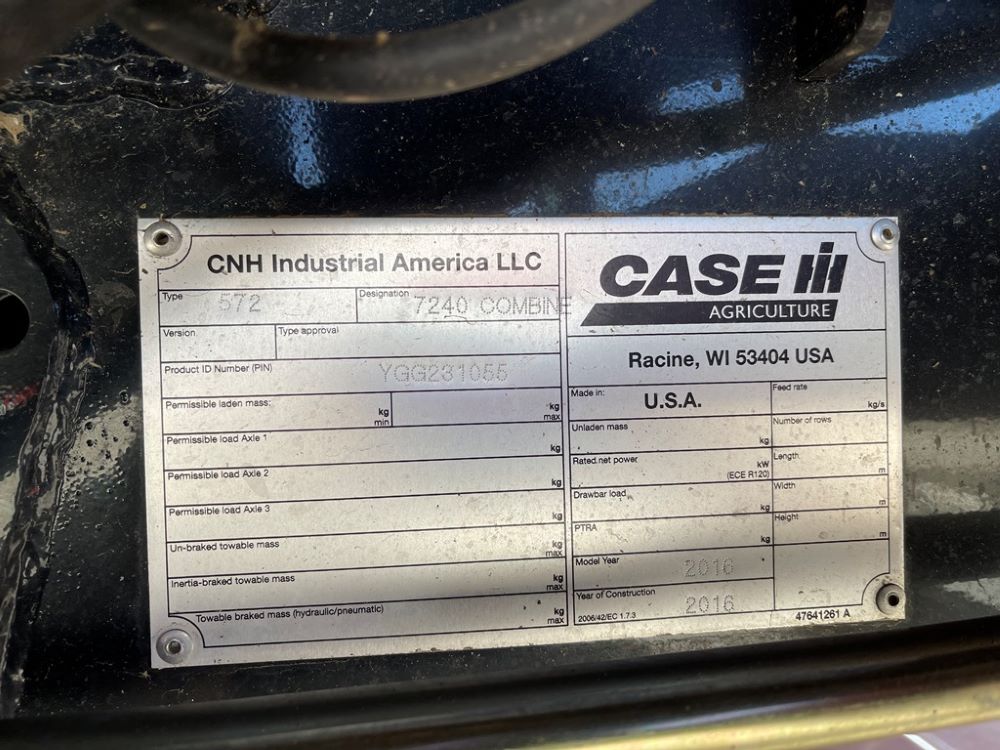 CNH Industrial America LLC
Type 572
Designation 7240 COMBINE
Version
Type approval
Product ID Number (PIN) YGG231055
Permissible laden mass: kg min kg max
Permissible load Axle 1 kg
Permissible load Axle 2 kg
Permissible load Axle 3 kg
Un-braked towable mass kg max
Inertia-braked towable mass kg max
Towable braked mass (hydraulic/pneumatic) kg max
CASE IH
AGRICULTURE
Racine, WI 53404 USA
Made in: U.S.A.
Feed rate kg/s
Unladen mass kg
Number of rows
Rated net power kW (ECE R120)
Length m
Drawbar load kg
Width m
PTRA kg
Height m
Model Year 2016
Year of Construction 2016
2006/42/EC 1.7.3
47641261 A